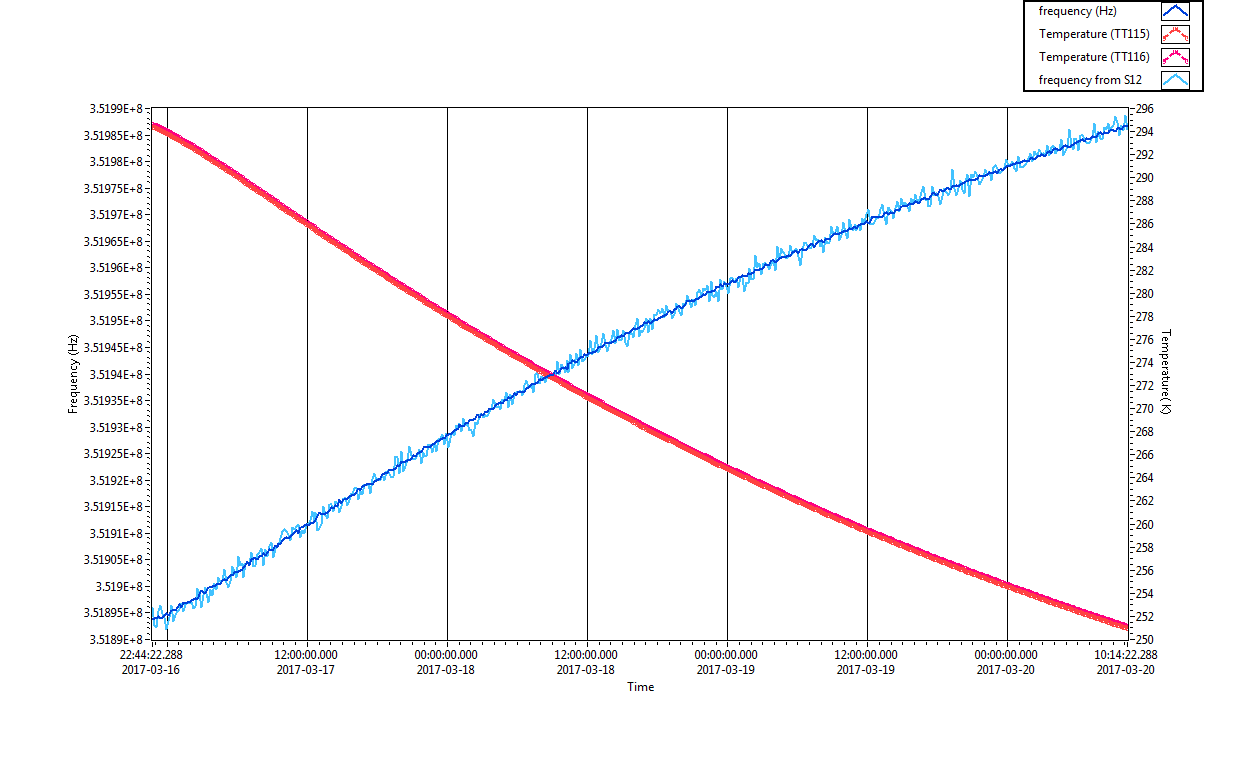 frequency (Hz)
Temperature (TT115)
Temperature (TT116)
frequency from S12
3.5199E+8
3.51985E+8
3.5198E+8
3.51975E+8
3.5197E+8
3.51965E+8
3.5196E+8
3.51955E+8
3.5195E+8
3.51945E+8
3.5194E+8
3.51935E+8
3.5193E+8
3.51925E+8
3.5192E+8
3.51915E+8
3.5191E+8
3.51905E+8
3.519E+8
3.51895E+8
3.5189E+8
Frequency (Hz)
296
294
292
290
288
286
284
282
280
278
276
274
272
270
268
266
264
262
260
258
256
254
252
250
Temperature( K)
22:44:22.288 12:00:00.000 00:00:00.000 12:00:00.000 00:00:00.000 12:00:00.000 00:00:00.000 10:14:22.288
2017-03-16 2017-03-17 2017-03-18 2017-03-18 2017-03-19 2017-03-19 2017-03-20 2017-03-20
Time